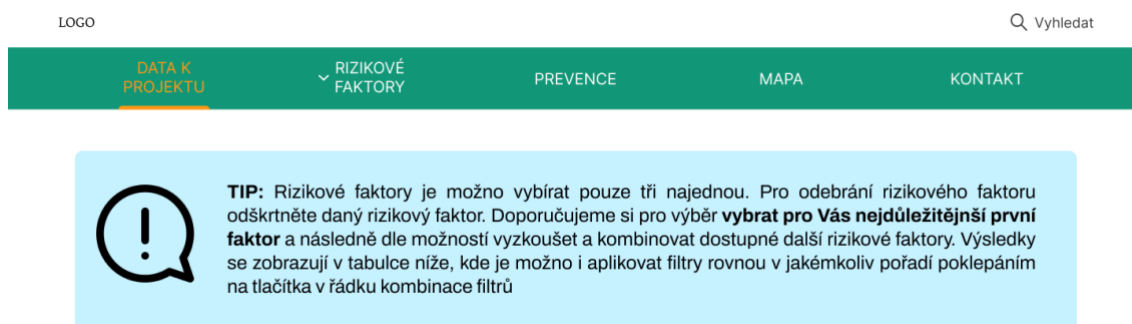 LOGO
Vyhledat
DATA K
PROJEKTU
RIZIKOVÉ
FAKTORY
PREVENCE
MAPA
KONTAKT
TIP: Rizikové faktory je možno vybírat pouze tři najednou. Pro odebrání rizikového faktoru
odškrtněte daný rizikový faktor. Doporučujeme si pro výběr vybrat pro Vás nejdůležitějnší první
faktor a následně dle možností vyzkoušet a kombinovat dostupné další rizikové faktory. Výsledky
se zobrazují v tabulce níže, kde je možno i aplikovat filtry rovnou v jakémkoliv pořadí poklepáním
na tlačítka v řádku kombinace filtrů